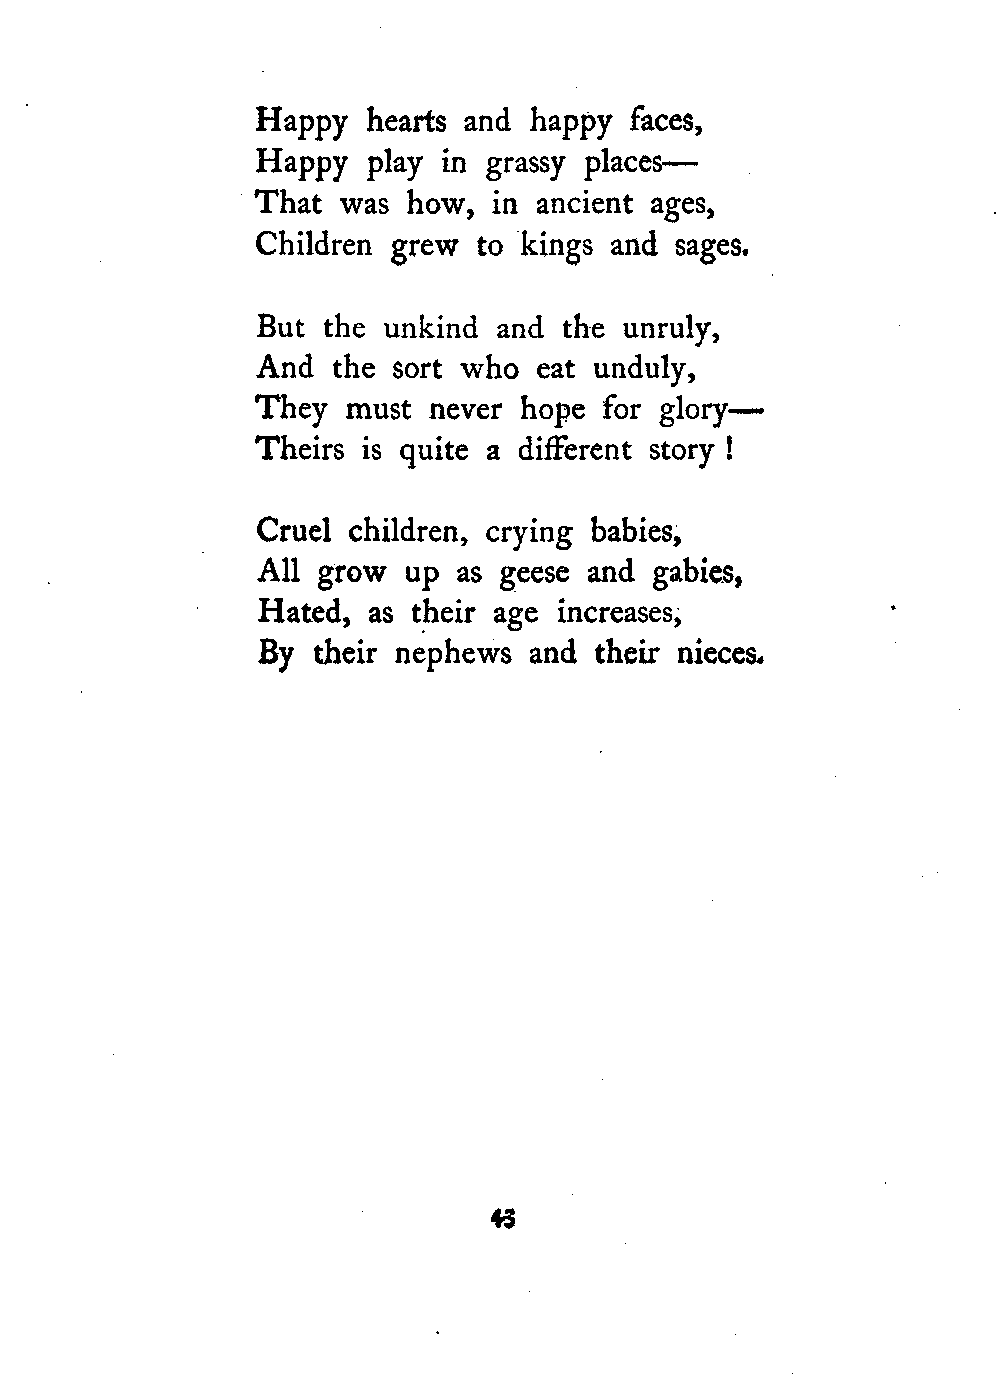 Happy hearts and happy faces,
Happy play in grassy places—
That was how, in ancient ages,
Children grew to kings and sages.
But the unkind and the unruly,
And the sort who eat unduly,
They must never hope for glory—
Theirs is quite a different story !
Cruel children, crying babies,
All grow up as geese and gabies,
Hated, as their age increases,
By their nephews and their nieces.
43